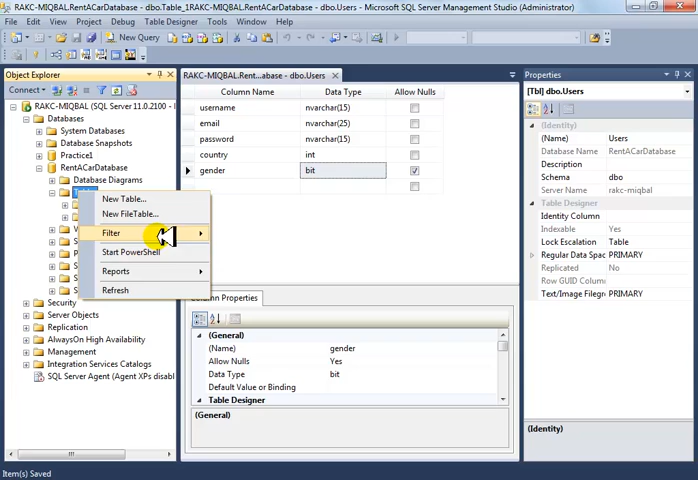 RAKC-MIQBAL.RentACarDatabase - dbo.Table_1RAKC-MIQBAL.RentACarDatabase - dbo.Users - Microsoft SQL Server Management Studio (Administrator)
File Edit View Project Debug Table Designer Tools Window Help
New Query
Object Explorer
Connect
RAKC-MIQBAL (SQL Server 11.0.2100
Databases
System Databases
Database Snapshots
Practice1
RentACarDatabase
Database Diagrams
Security
Server Objects
Replication
AlwaysOn High Availability
Management
Integration Services Catalogs
SQL Server Agent (Agent XPs disabl
New Table...
New FileTable...
Filter
Start PowerShell
Reports
Refresh
RAKC-MIQBAL.Rent...abase - dbo.Users
Column Name Data Type Allow Nulls
username nvarchar(15)
email nvarchar(25)
password nvarchar(15)
country int
gender bit
Column Properties
(General)
(Name) gender
Allow Nulls Yes
Data Type bit
Default Value or Binding
Table Designer
(General)
Properties
[Tbl] dbo.Users
(Identity)
(Name) Users
Database Name RentACarDatabase
Description
Schema dbo
Server Name rakc-miqbal
Table Designer
Identity Column
Indexable Yes
Lock Escalation Table
Regular Data Spac PRIMARY
Replicated No
Row GUID Column
Text/Image Filegr PRIMARY
(Identity)
Item(s) Saved